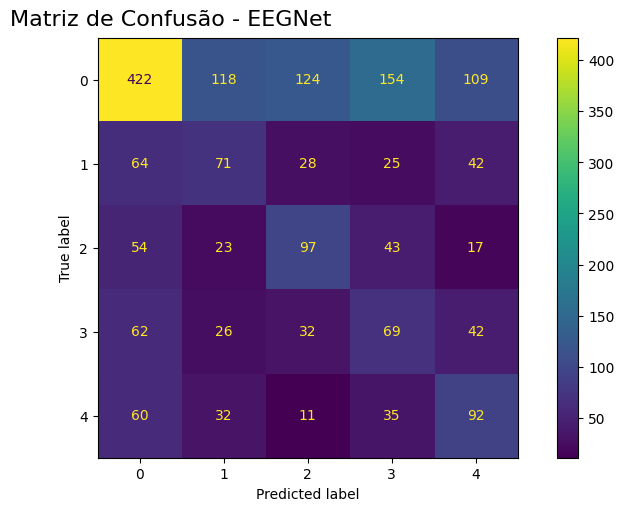 Matriz de Confusão - EEGNet
0 422 118 124 154 109
1 64 71 28 25 42
2 54 23 97 43 17
3 62 26 32 69 42
4 60 32 11 35 92
0 1 2 3 4
True label
Predicted label
400
350
300
250
200
150
100
50